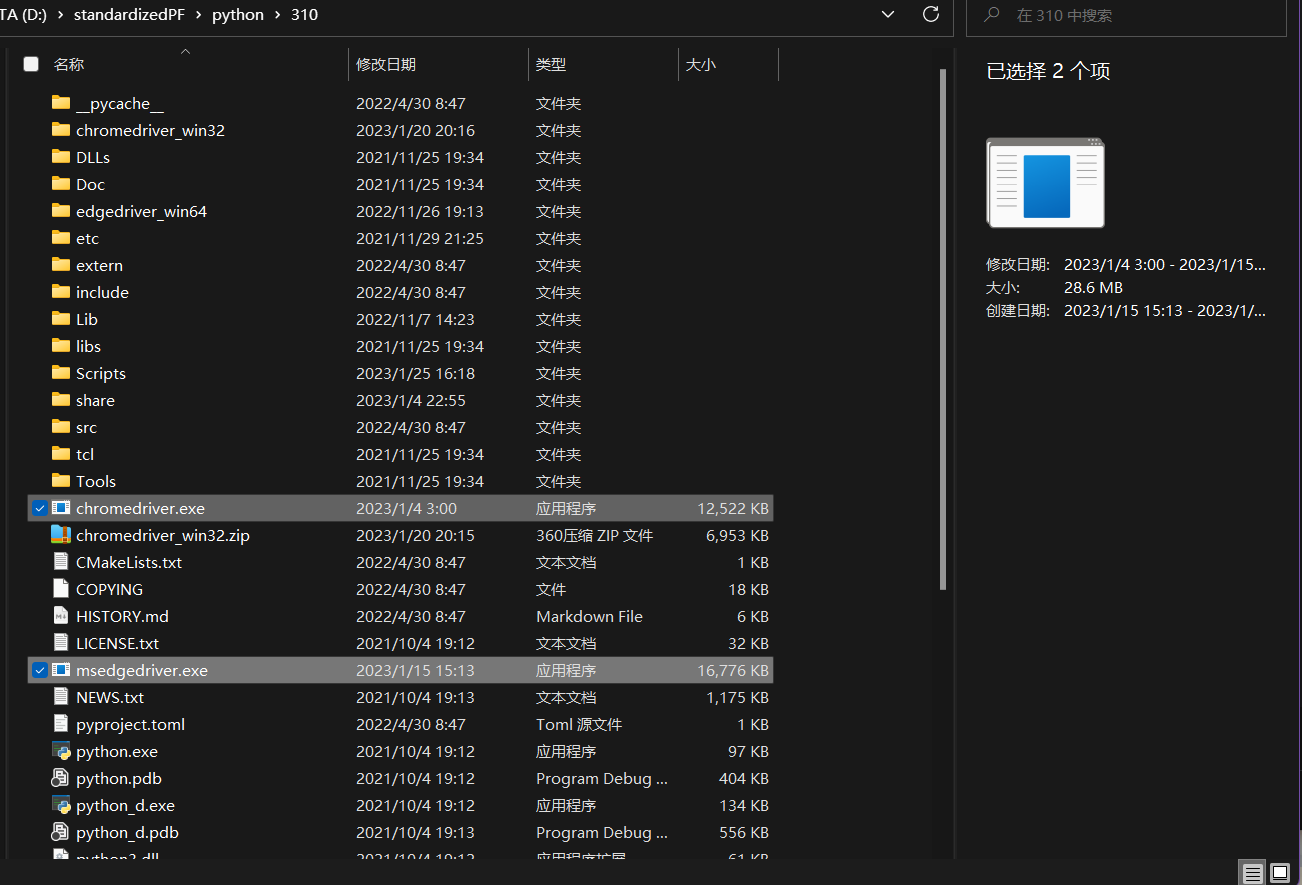 TA (D:) › standardizedPF › python › 310 在 310 中搜索
名称 修改日期 类型 大小
__pycache__ 2022/4/30 8:47 文件夹
chromedriver_win32 2023/1/20 20:16 文件夹
DLLs 2021/11/25 19:34 文件夹
Doc 2021/11/25 19:34 文件夹
edgedriver_win64 2022/11/26 19:13 文件夹
etc 2021/11/29 21:25 文件夹
extern 2022/4/30 8:47 文件夹
include 2022/4/30 8:47 文件夹
Lib 2022/11/7 14:23 文件夹
libs 2021/11/25 19:34 文件夹
Scripts 2023/1/25 16:18 文件夹
share 2023/1/4 22:55 文件夹
src 2022/4/30 8:47 文件夹
tcl 2021/11/25 19:34 文件夹
Tools 2021/11/25 19:34 文件夹
chromedriver.exe 2023/1/4 3:00 应用程序 12,522 KB
chromedriver_win32.zip 2023/1/20 20:15 360压缩 ZIP 文件 6,953 KB
CMakeLists.txt 2022/4/30 8:47 文本文档 1 KB
COPYING 2022/4/30 8:47 文件 18 KB
HISTORY.md 2022/4/30 8:47 Markdown File 6 KB
LICENSE.txt 2021/10/4 19:12 文本文档 32 KB
msedgedriver.exe 2023/1/15 15:13 应用程序 16,776 KB
NEWS.txt 2021/10/4 19:13 文本文档 1,175 KB
pyproject.toml 2022/4/30 8:47 Toml 源文件 1 KB
python.exe 2021/10/4 19:12 应用程序 97 KB
python.pdb 2021/10/4 19:12 Program Debug ... 404 KB
python_d.exe 2021/10/4 19:12 应用程序 134 KB
python_d.pdb 2021/10/4 19:13 Program Debug ... 556 KB
python3.dll 2021/10/4 19:12 应用程序扩展 61 KB
已选择 2 个项
修改日期: 2023/1/4 3:00 - 2023/1/15...
大小: 28.6 MB
创建日期: 2023/1/15 15:13 - 2023/1/...